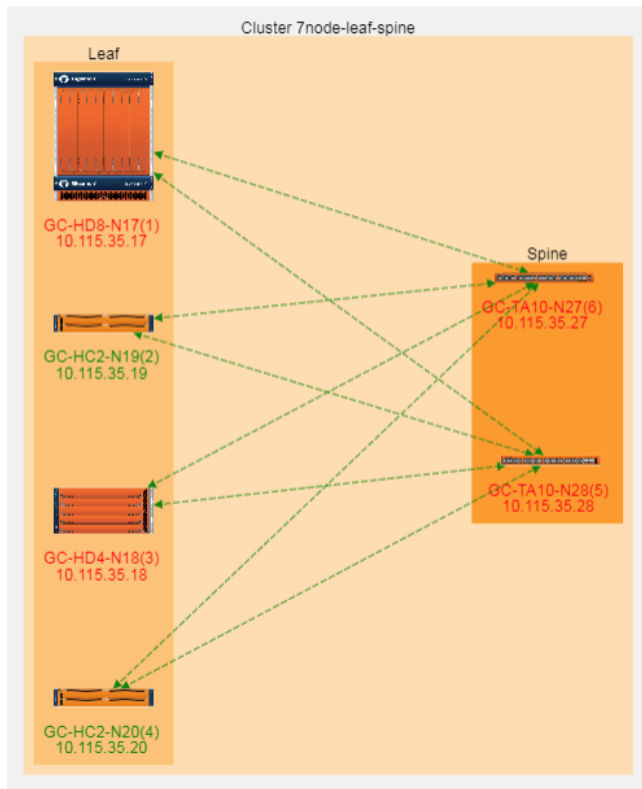 Cluster 7node-leaf-spine
Leaf
GC-HD8-N17(1)
10.115.35.17
GC-HC2-N19(2)
10.115.35.19
GC-HD4-N18(3)
10.115.35.18
GC-HC2-N20(4)
10.115.35.20
Spine
GC-TA10-N27(6)
10.115.35.27
GC-TA10-N28(5)
10.115.35.28